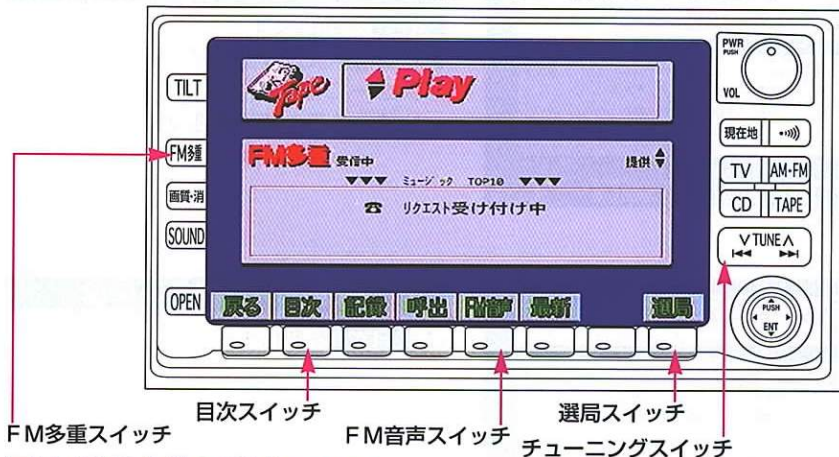 PWR
PUSH
VOL
TILT
Tape
Play
FM多重
現在地
FM多重 受信中
提供
TV
AM・FM
▼▼▼ ミュージック TOP10 ▼▼▼
画質・消
☎ リクエスト受け付け中
CD
TAPE
SOUND
∨ TUNE ∧
OPEN
戻る 目次 記録 呼出 FM音声 最新 選局
PUSH
ENT
目次スイッチ
選局スイッチ
FM多重スイッチ
FM音声スイッチ
チューニングスイッチ